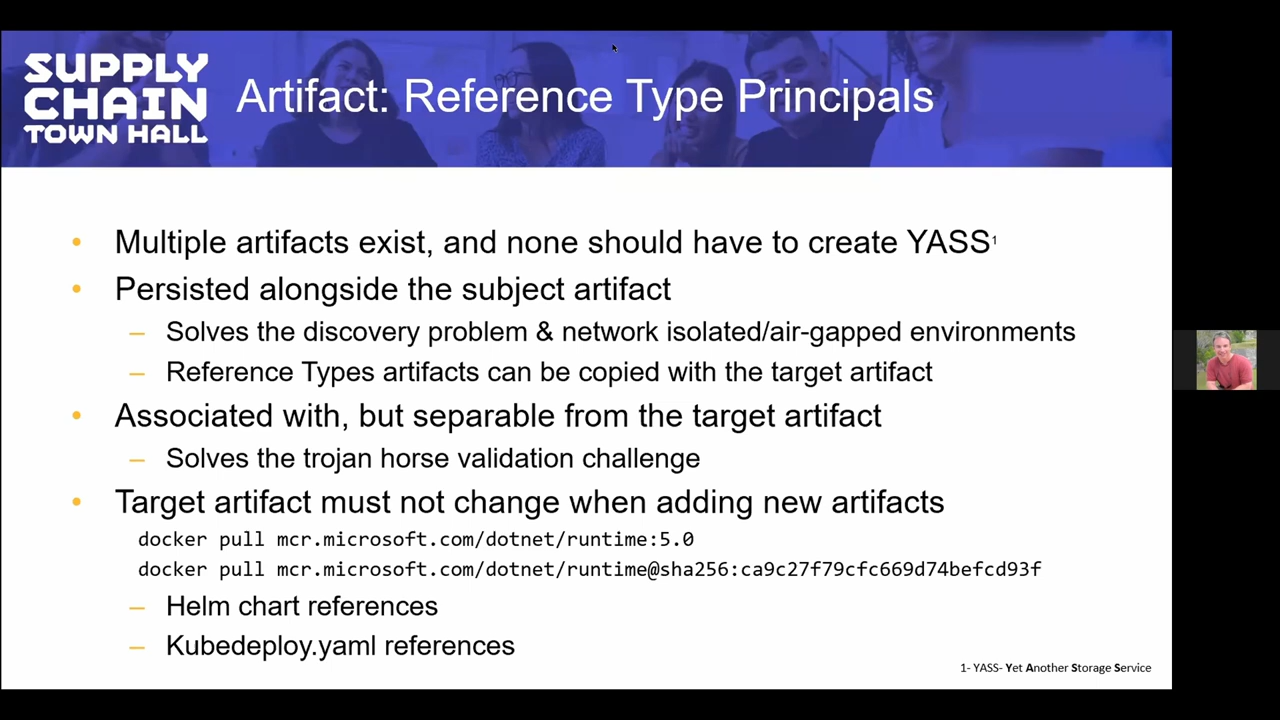 SUPPLY
CHAIN
TOWN HALL
Artifact: Reference Type Principals
• Multiple artifacts exist, and none should have to create YASS¹
• Persisted alongside the subject artifact
– Solves the discovery problem & network isolated/air-gapped environments
– Reference Types artifacts can be copied with the target artifact
• Associated with, but separable from the target artifact
– Solves the trojan horse validation challenge
• Target artifact must not change when adding new artifacts
docker pull mcr.microsoft.com/dotnet/runtime:5.0
docker pull mcr.microsoft.com/dotnet/runtime@sha256:ca9c27f79cfc669d74befcd93f
– Helm chart references
– Kubedeploy.yaml references
1- YASS- Yet Another Storage Service